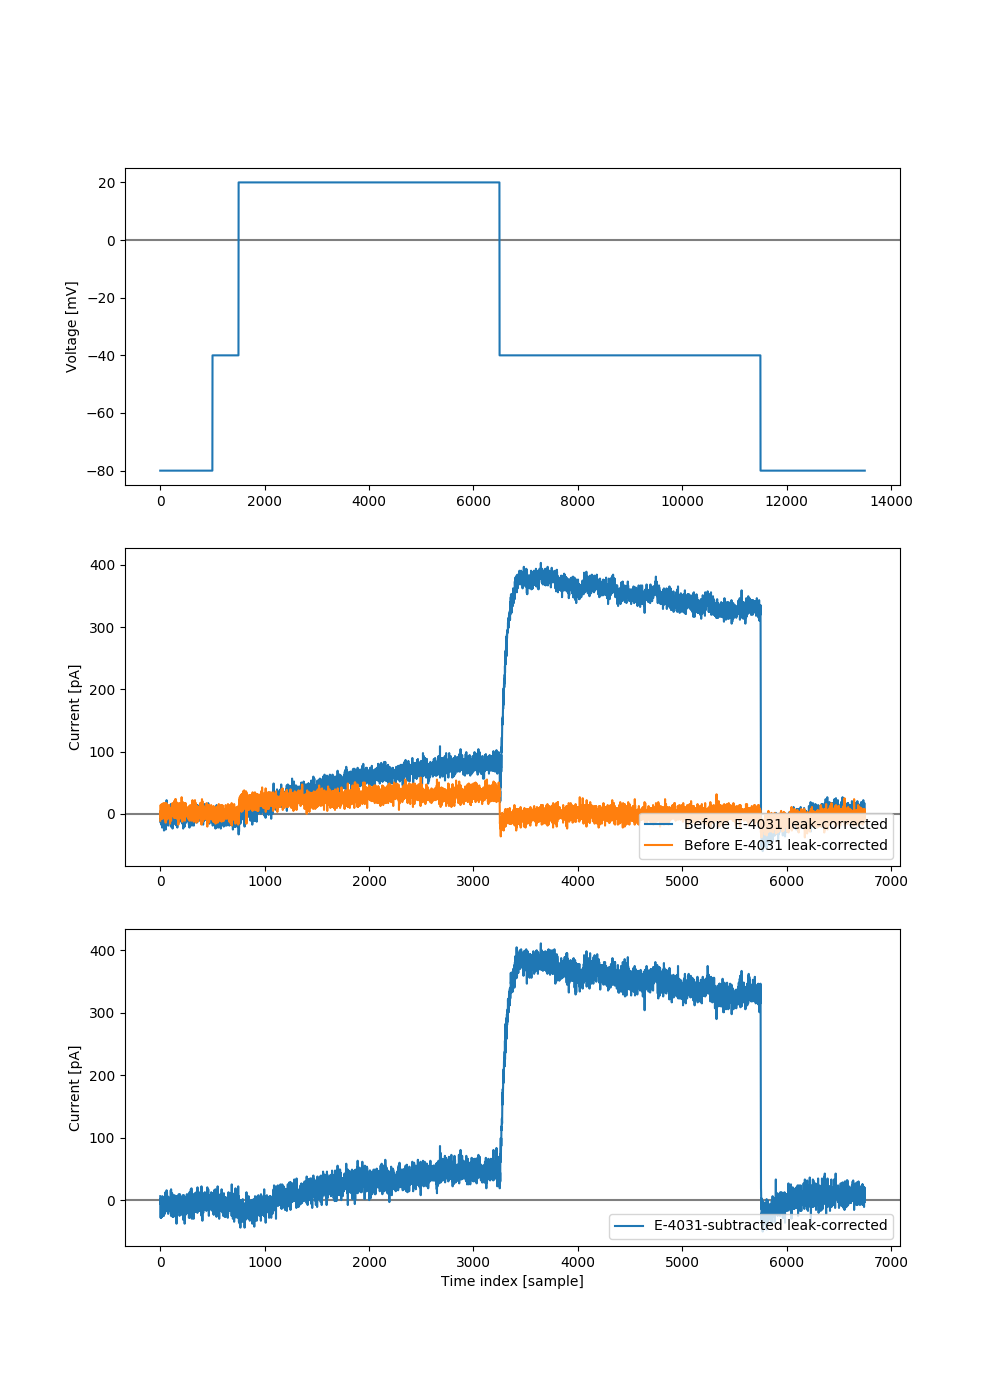 20
0
−20
−40
−60
−80
Voltage [mV]
0 2000 4000 6000 8000 10000 12000 14000
400
300
200
100
0
Current [pA]
Before E-4031 leak-corrected
Before E-4031 leak-corrected
0 1000 2000 3000 4000 5000 6000 7000
400
300
200
100
0
Current [pA]
E-4031-subtracted leak-corrected
0 1000 2000 3000 4000 5000 6000 7000
Time index [sample]